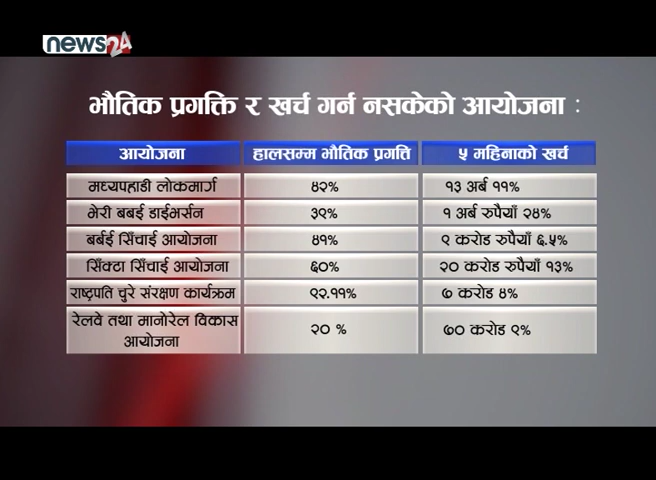 news24
भौतिक प्रगक्ति र खर्च गर्न नसकेको आयोजना :
आयोजना हालसम्म भौतिक प्रगत्ति ५ महिनाको खर्च
मध्यपहाडी लोकमार्ग ४२% १३ अर्ब ११%
भेरी बबई डाईभर्सन ३९% १ अर्ब रुपैयाँ २४%
बर्बई सिँचाई आयोजना ४१% ९ करोड रुपैयाँ ६.५%
सिँक्टा सिँचाई आयोजना ६०% २० करोड रुपैयाँ १३%
राष्ट्रपति चुरे संरक्षण कार्यक्रम ९२.११% ७ करोड ४%
रेलवे तथा मानोरेल विकास
आयोजना २० % ७० करोड ९%